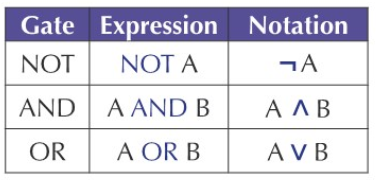 Gate Expression Notation
NOT NOT A ¬A
AND A AND B A ∧ B
OR A OR B A ∨ B